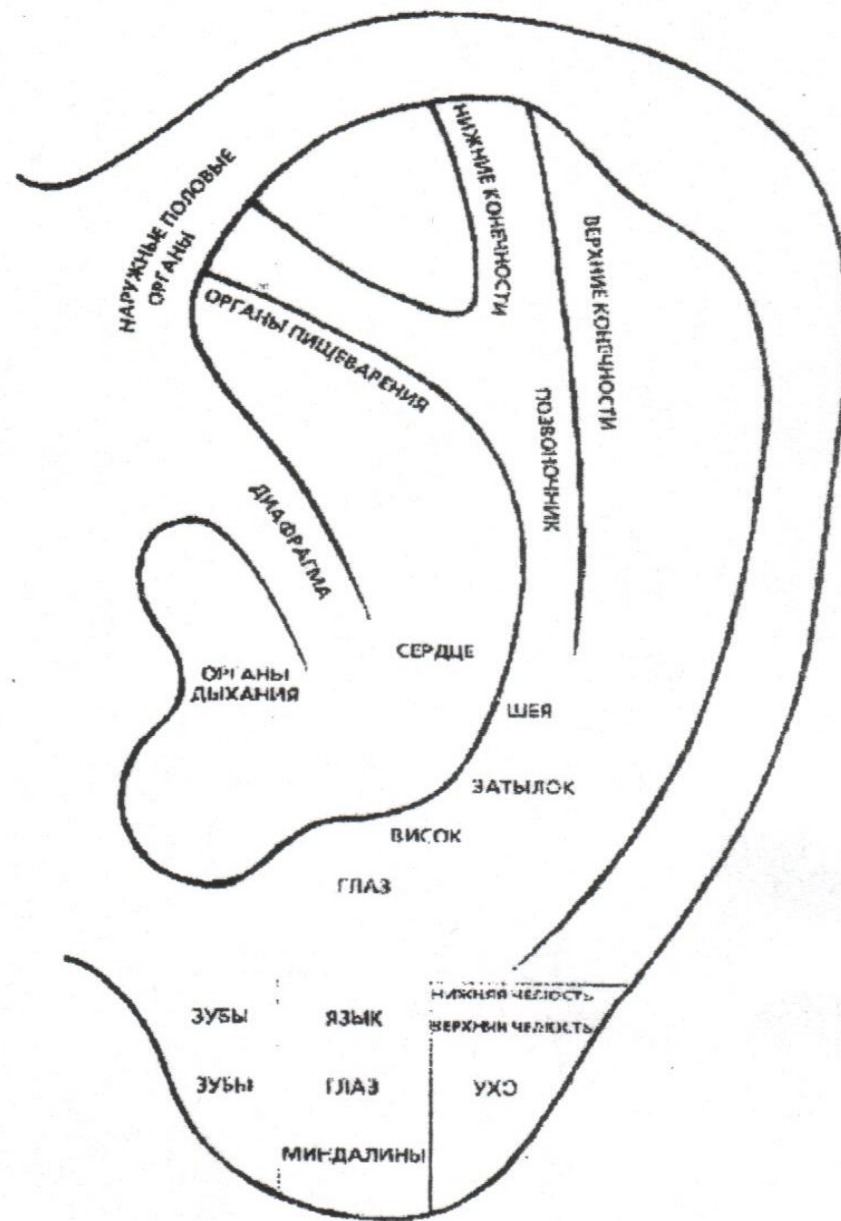 НАРУЖНЫЕ ПОЛОВЫЕ
ОРГАНЫ
НИЖНИЕ КОНЕЧНОСТИ
ВЕРХНИЕ КОНЕЧНОСТИ
ОРГАНЫ ПИЩЕВАРЕНИЯ
ПОЗВОНОЧНИК
ДИАФРАГМА
СЕРДЦЕ
ОРГАНЫ
ДЫХАНИЯ
ШЕЯ
ЗАТЫЛОК
ВИСОК
ГЛАЗ
НИЖНЯЯ ЧЕЛЮСТЬ
ЗУБЫ
ЯЗЫК
ВЕРХНЯЯ ЧЕЛЮСТЬ
ЗУБЫ
ГЛАЗ
УХО
МИНДАЛИНЫ